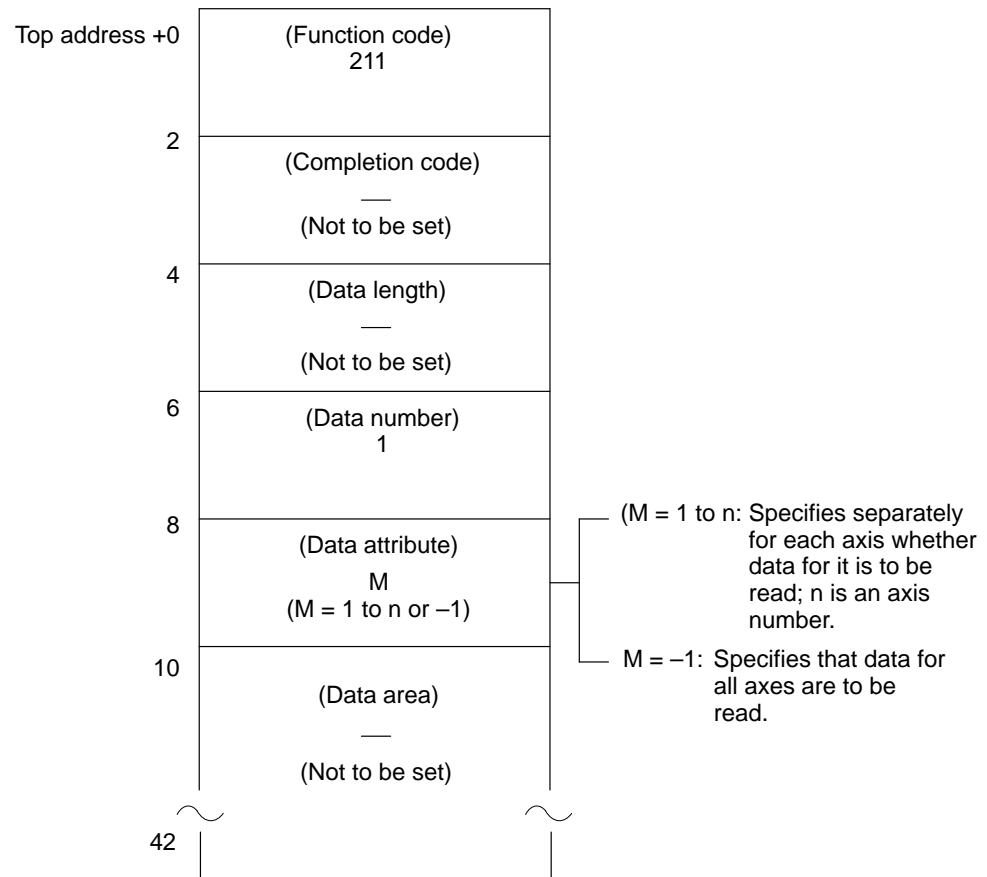 Top address +0
(Function code)
211
2
(Completion code)
—
(Not to be set)
4
(Data length)
—
(Not to be set)
6
(Data number)
1
8
(Data attribute)
M
(M = 1 to n or –1)
(M = 1 to n: Specifies separately
for each axis whether
data for it is to be
read; n is an axis
number.
M = –1: Specifies that data for
all axes are to be
read.
10
(Data area)
—
(Not to be set)
42